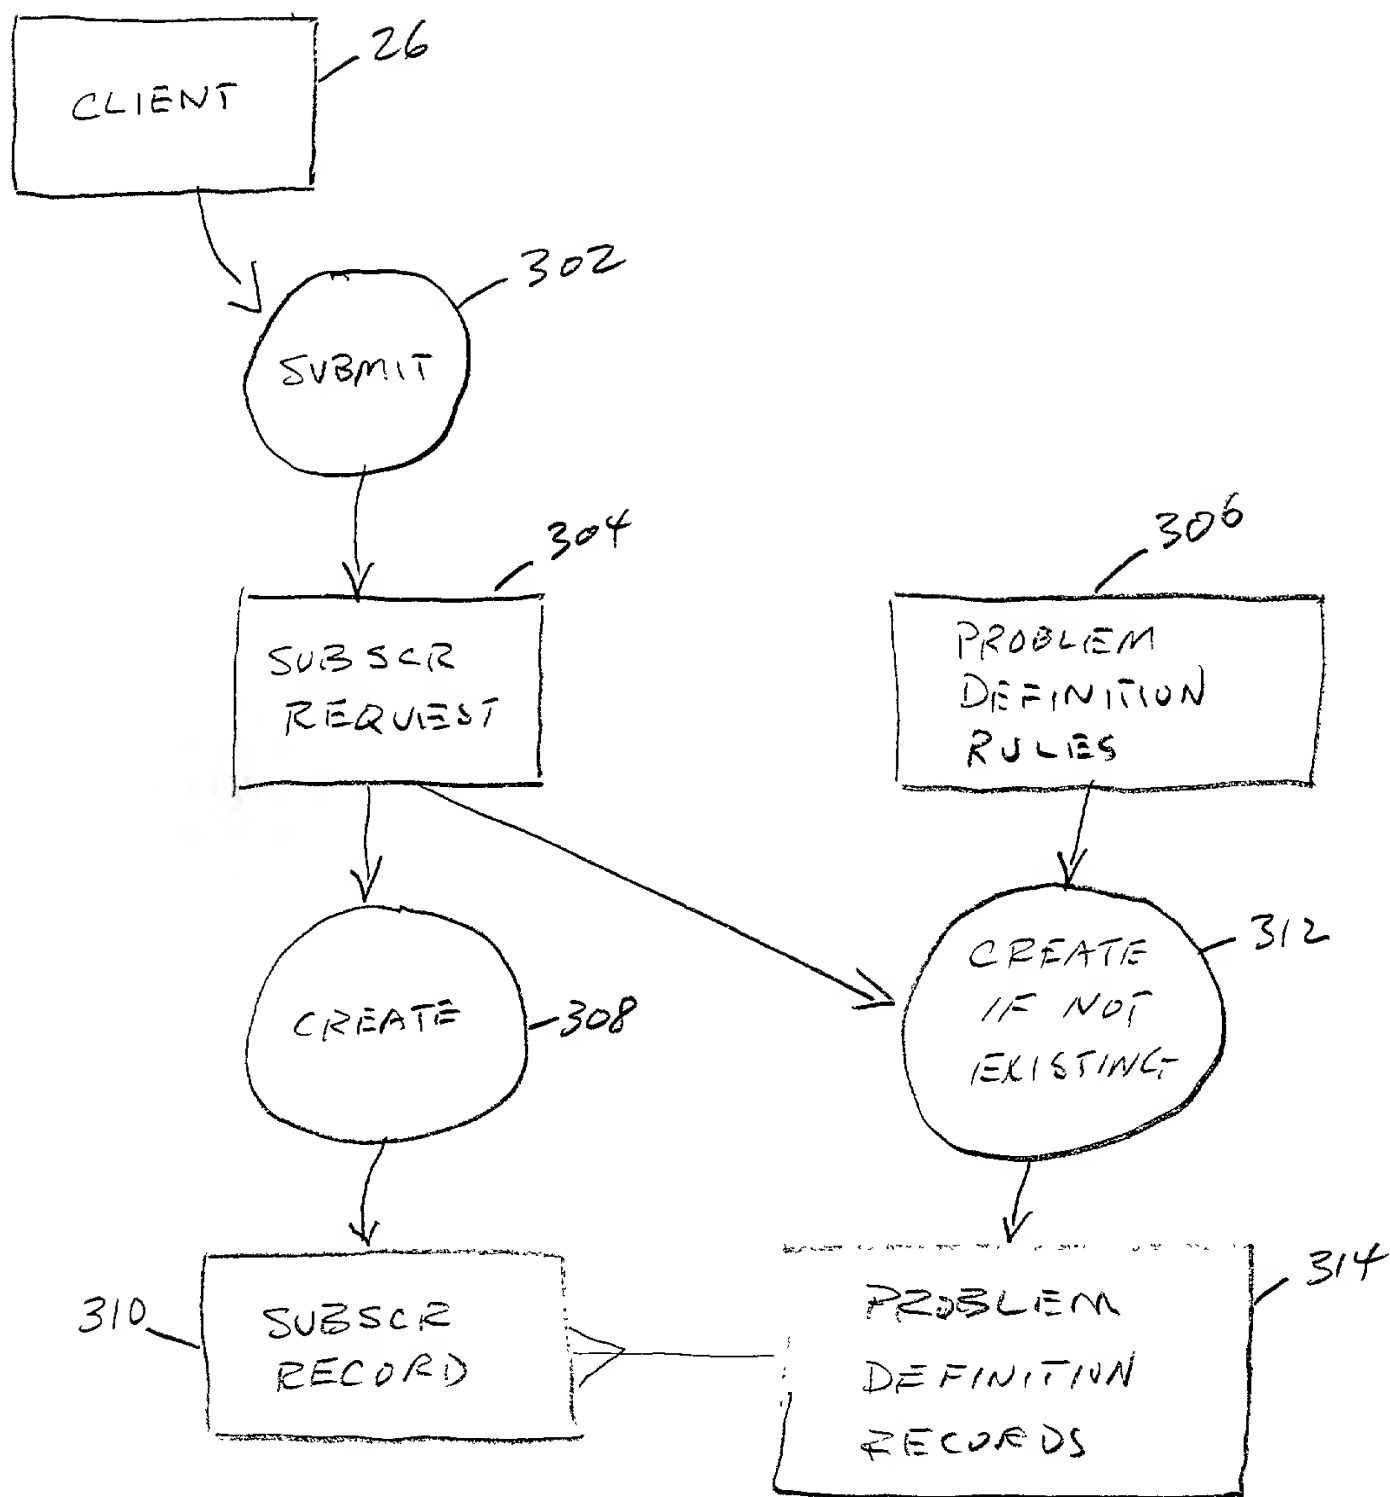 26
CLIENT
302
SUBMIT
304
306
SUBSCR
REQUEST
PROBLEM
DEFINITION
RULES
312
CREATE
IF NOT
EXISTING
CREATE
308
310
SUBSCR
RECORD
314
PROBLEM
DEFINITION
RECORDS